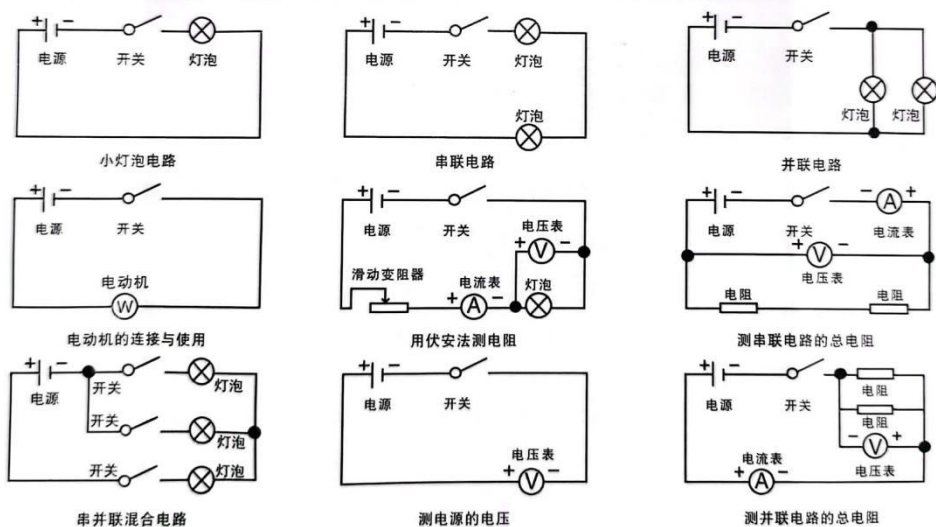 + −
电源 开关 灯泡
小灯泡电路
+ −
电源 开关 灯泡
灯泡
串联电路
+ −
电源 开关
灯泡 灯泡
并联电路
+ −
电源 开关
电动机
W
电动机的连接与使用
+ −
电源 开关 电压表
+ V −
滑动变阻器 电流表 灯泡
+ A −
用伏安法测电阻
+ − − A +
电源 开关 电流表
+ V −
电压表
电阻 电阻
测串联电路的总电阻
+ −
电源 开关 灯泡
开关 灯泡
开关 灯泡
串并联混合电路
+ −
电源 开关
电压表
+ V −
测电源的电压
+ −
电源 开关 电阻
电阻
− V +
电流表 电压表
+ A −
测并联电路的总电阻